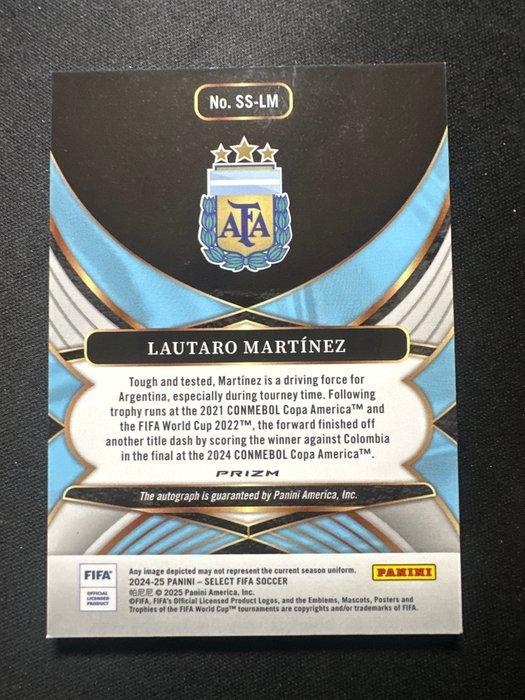 No. SS-LM
AFA
LAUTARO MARTÍNEZ
Tough and tested, Martínez is a driving force for
Argentina, especially during tourney time. Following
trophy runs at the 2021 CONMEBOL Copa America™ and
the FIFA World Cup 2022™, the forward finished off
another title dash by scoring the winner against Colombia
in the final at the 2024 CONMEBOL Copa America™.
PRIZM
The autograph is guaranteed by Panini America, Inc.
FIFA®
OFFICIAL
LICENSED
PRODUCT
Any image depicted may not represent the current season uniform.
2024-25 PANINI – SELECT FIFA SOCCER
帕尼尼 © 2025 Panini America, Inc.
©FIFA, FIFA's Official Licensed Product Logos, and the Emblems, Mascots, Posters and
Trophies of the FIFA World Cup™ tournaments are copyrights and/or trademarks of FIFA.
PANINI